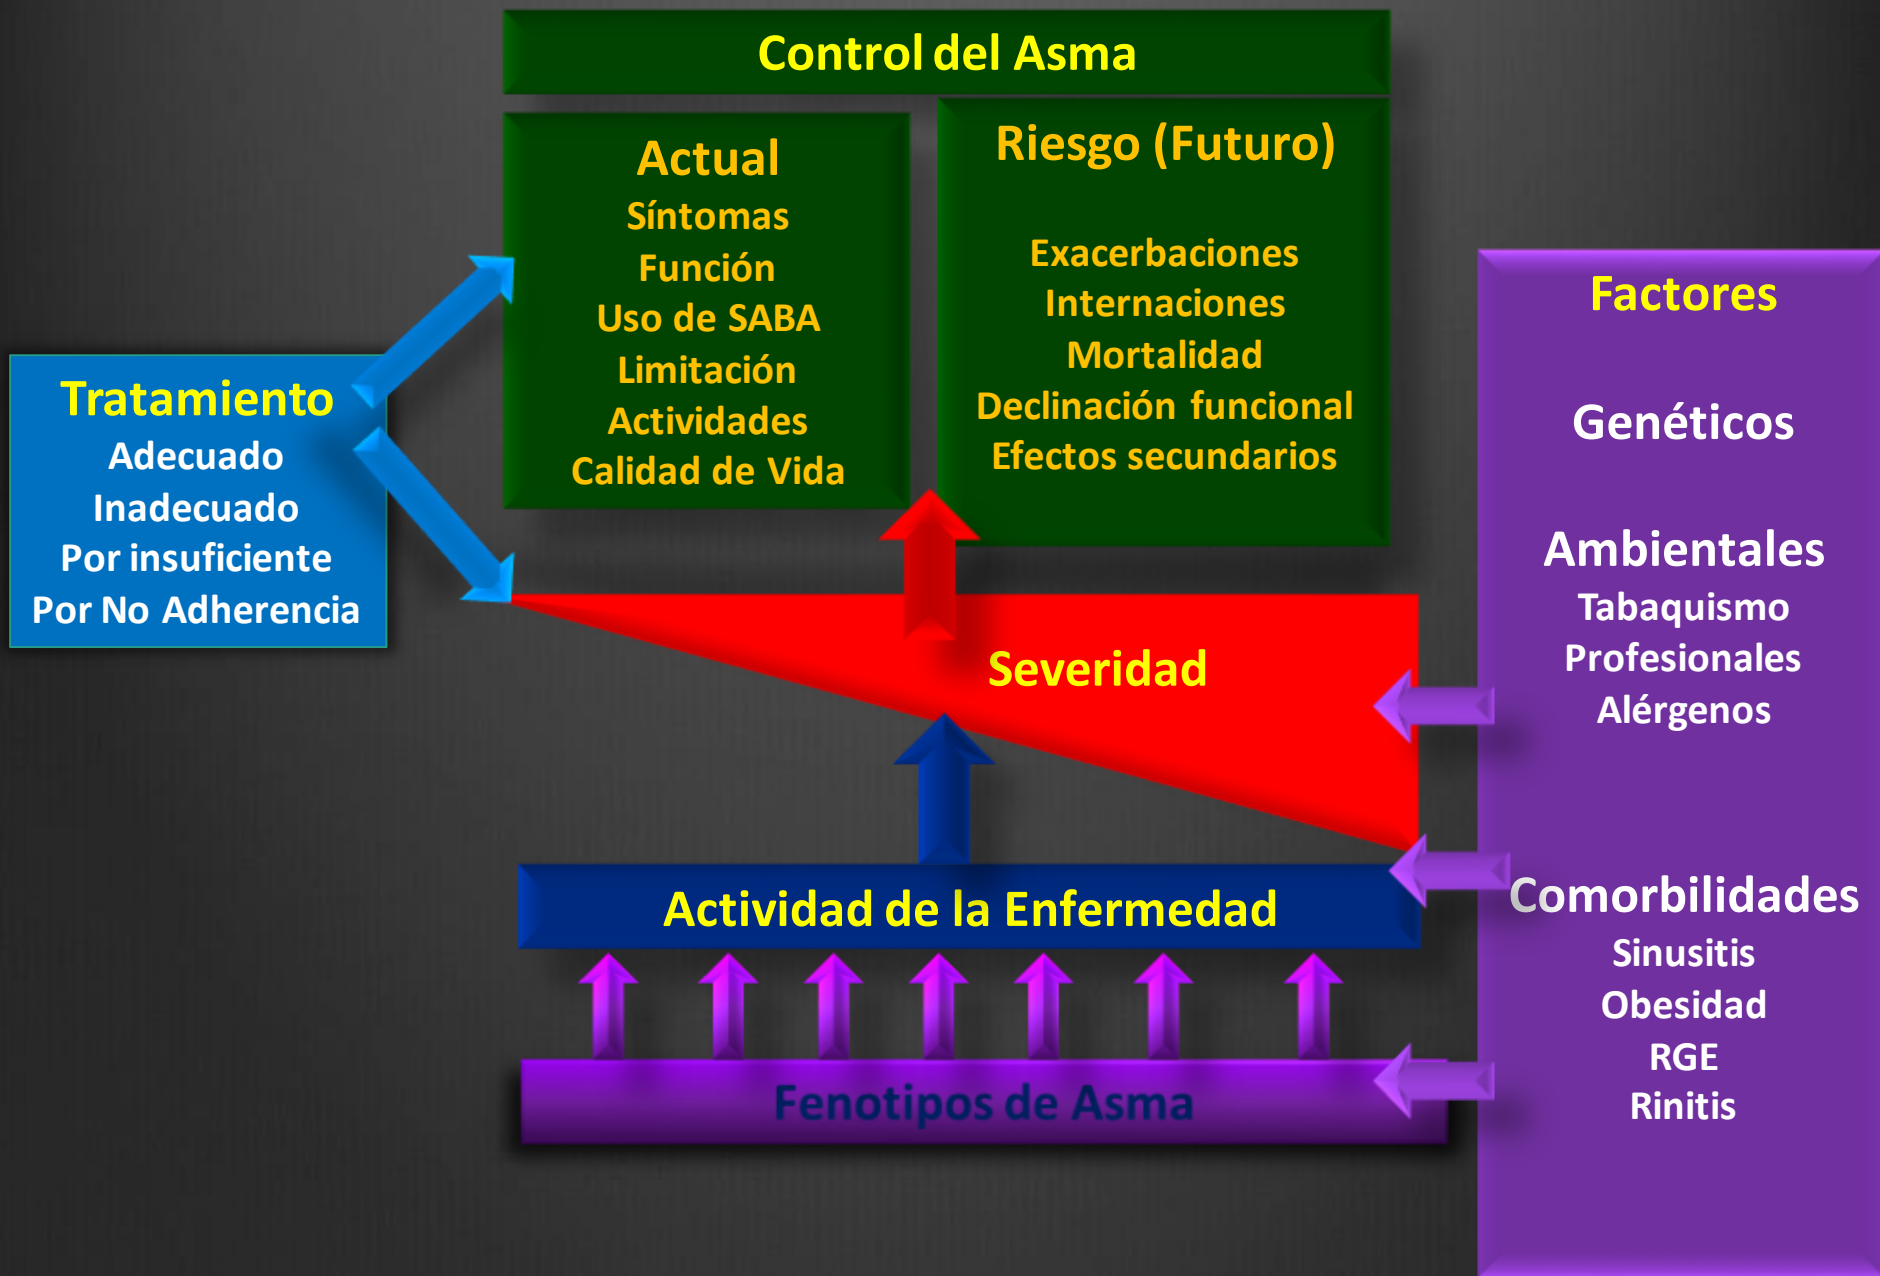 Control del Asma
Actual
Síntomas
Función
Uso de SABA
Limitación
Actividades
Calidad de Vida
Riesgo (Futuro)
Exacerbaciones
Internaciones
Mortalidad
Declinación funcional
Efectos secundarios
Tratamiento
Adecuado
Inadecuado
Por insuficiente
Por No Adherencia
Severidad
Actividad de la Enfermedad
Fenotipos de Asma
Factores
Genéticos
Ambientales
Tabaquismo
Profesionales
Alérgenos
Comorbilidades
Sinusitis
Obesidad
RGE
Rinitis